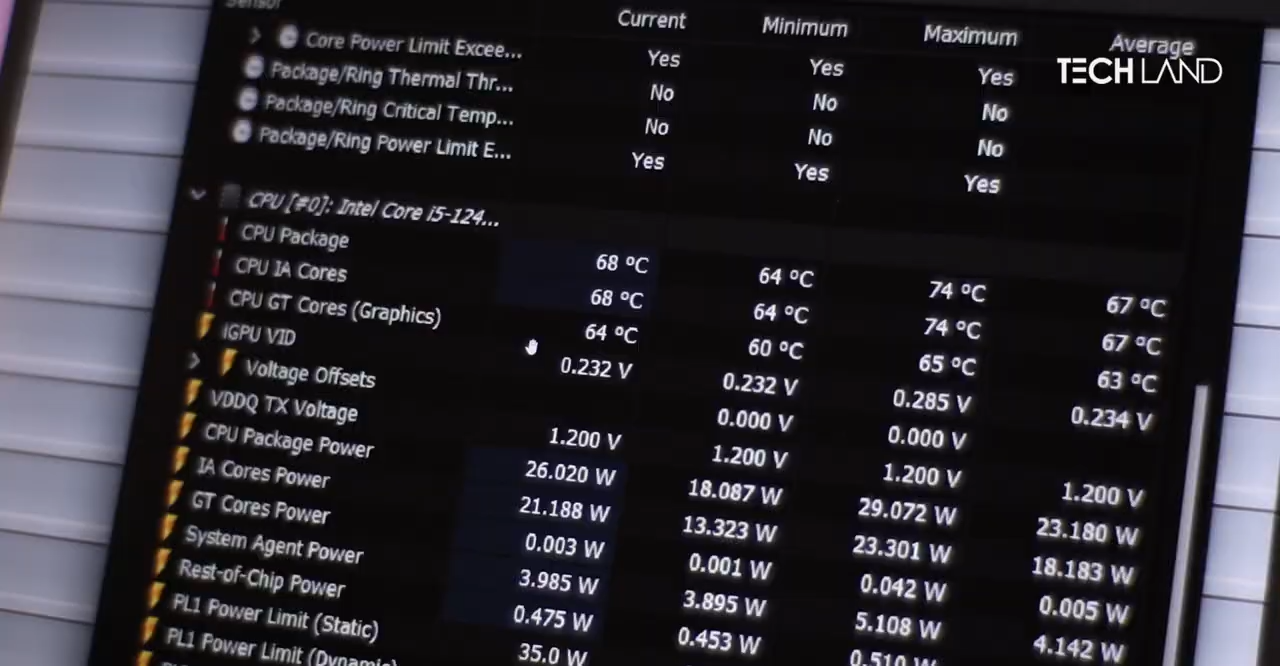 Sensor Current Minimum Maximum Average
TECHLAND
Core Power Limit Excee... Yes Yes Yes
Package/Ring Thermal Thr... No No No
Package/Ring Critical Temp... No No No
Package/Ring Power Limit E... Yes Yes Yes
CPU [#0]: Intel Core i5-124...
CPU Package 68 °C 64 °C 74 °C 67 °C
CPU IA Cores 68 °C 64 °C 74 °C 67 °C
CPU GT Cores (Graphics) 64 °C 60 °C 65 °C 63 °C
iGPU VID 0.232 V 0.232 V 0.285 V 0.234 V
Voltage Offsets 0.000 V 0.000 V
VDDQ TX Voltage 1.200 V 1.200 V 1.200 V 1.200 V
CPU Package Power 26.020 W 18.087 W 29.072 W 23.180 W
IA Cores Power 21.188 W 13.323 W 23.301 W 18.183 W
GT Cores Power 0.003 W 0.001 W 0.042 W 0.005 W
System Agent Power 3.985 W 3.895 W 5.108 W 4.142 W
Rest-of-Chip Power 0.475 W 0.453 W 0.510 W
PL1 Power Limit (Static) 35.0 W
PL1 Power Limit (Dynamic)